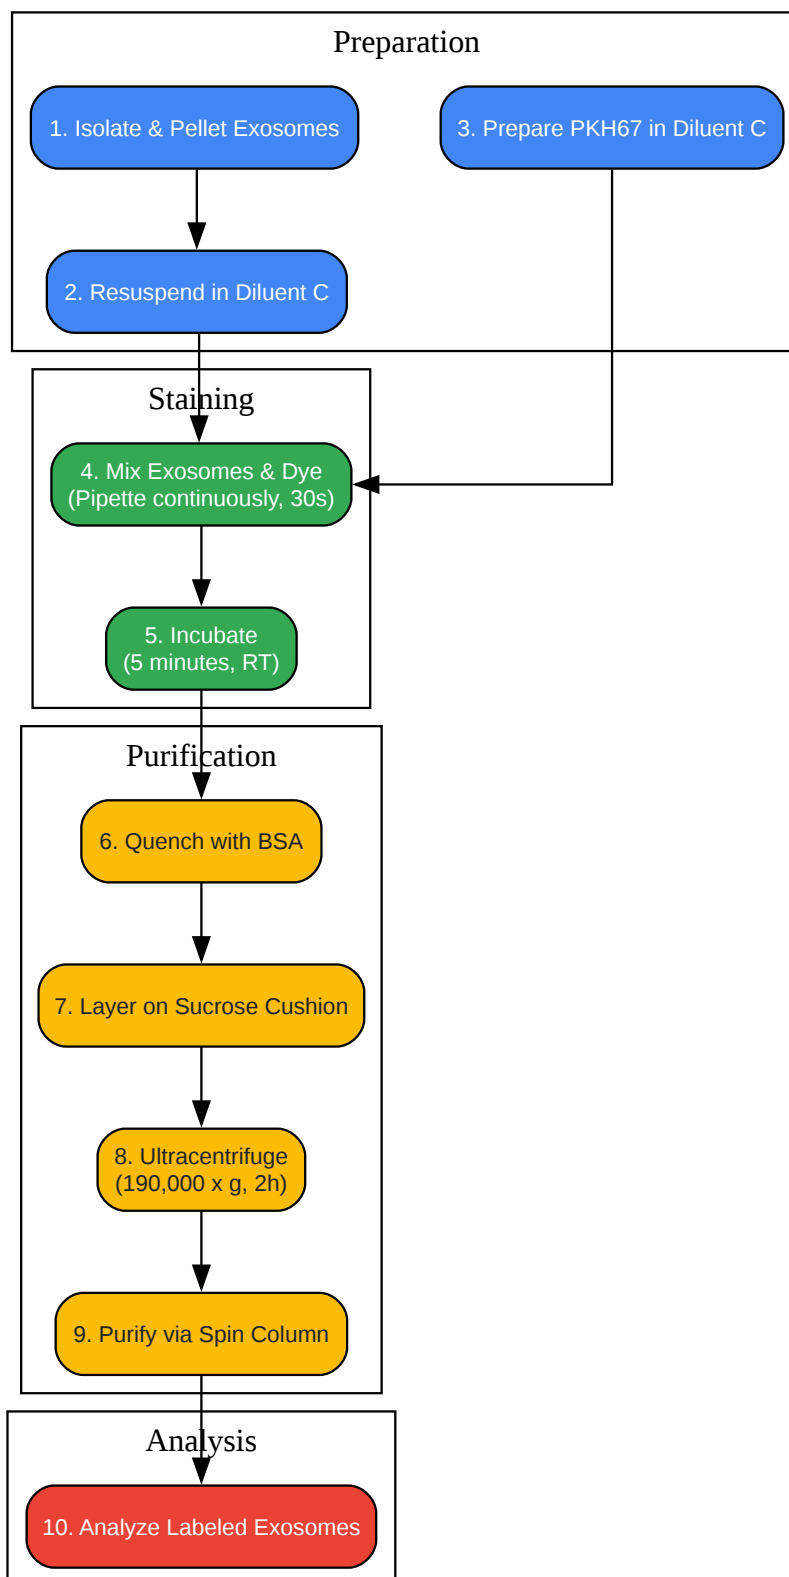 Preparation
1. Isolate & Pellet Exosomes
3. Prepare PKH67 in Diluent C
2. Resuspend in Diluent C
Staining
4. Mix Exosomes & Dye
(Pipette continuously, 30s)
5. Incubate
(5 minutes, RT)
Purification
6. Quench with BSA
7. Layer on Sucrose Cushion
8. Ultracentrifuge
(190,000 x g, 2h)
9. Purify via Spin Column
Analysis
10. Analyze Labeled Exosomes